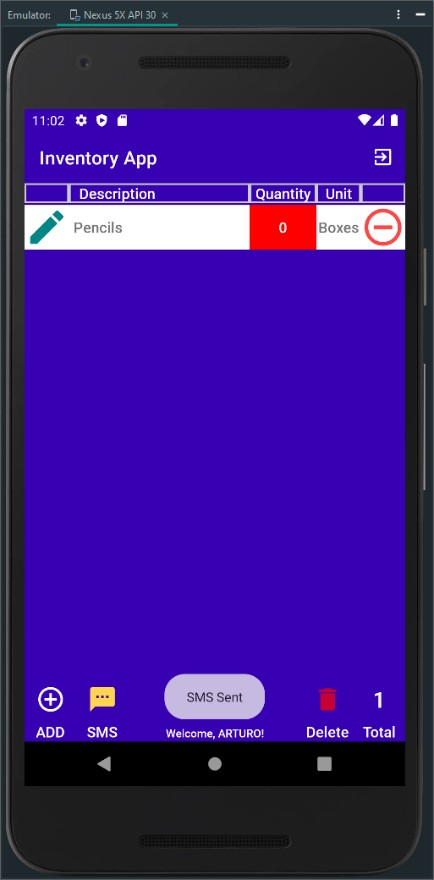 Emulator: Nexus 5X API 30
11:02
Inventory App
Description Quantity Unit
Pencils 0 Boxes
SMS Sent
1
ADD SMS Welcome, ARTURO! Delete Total